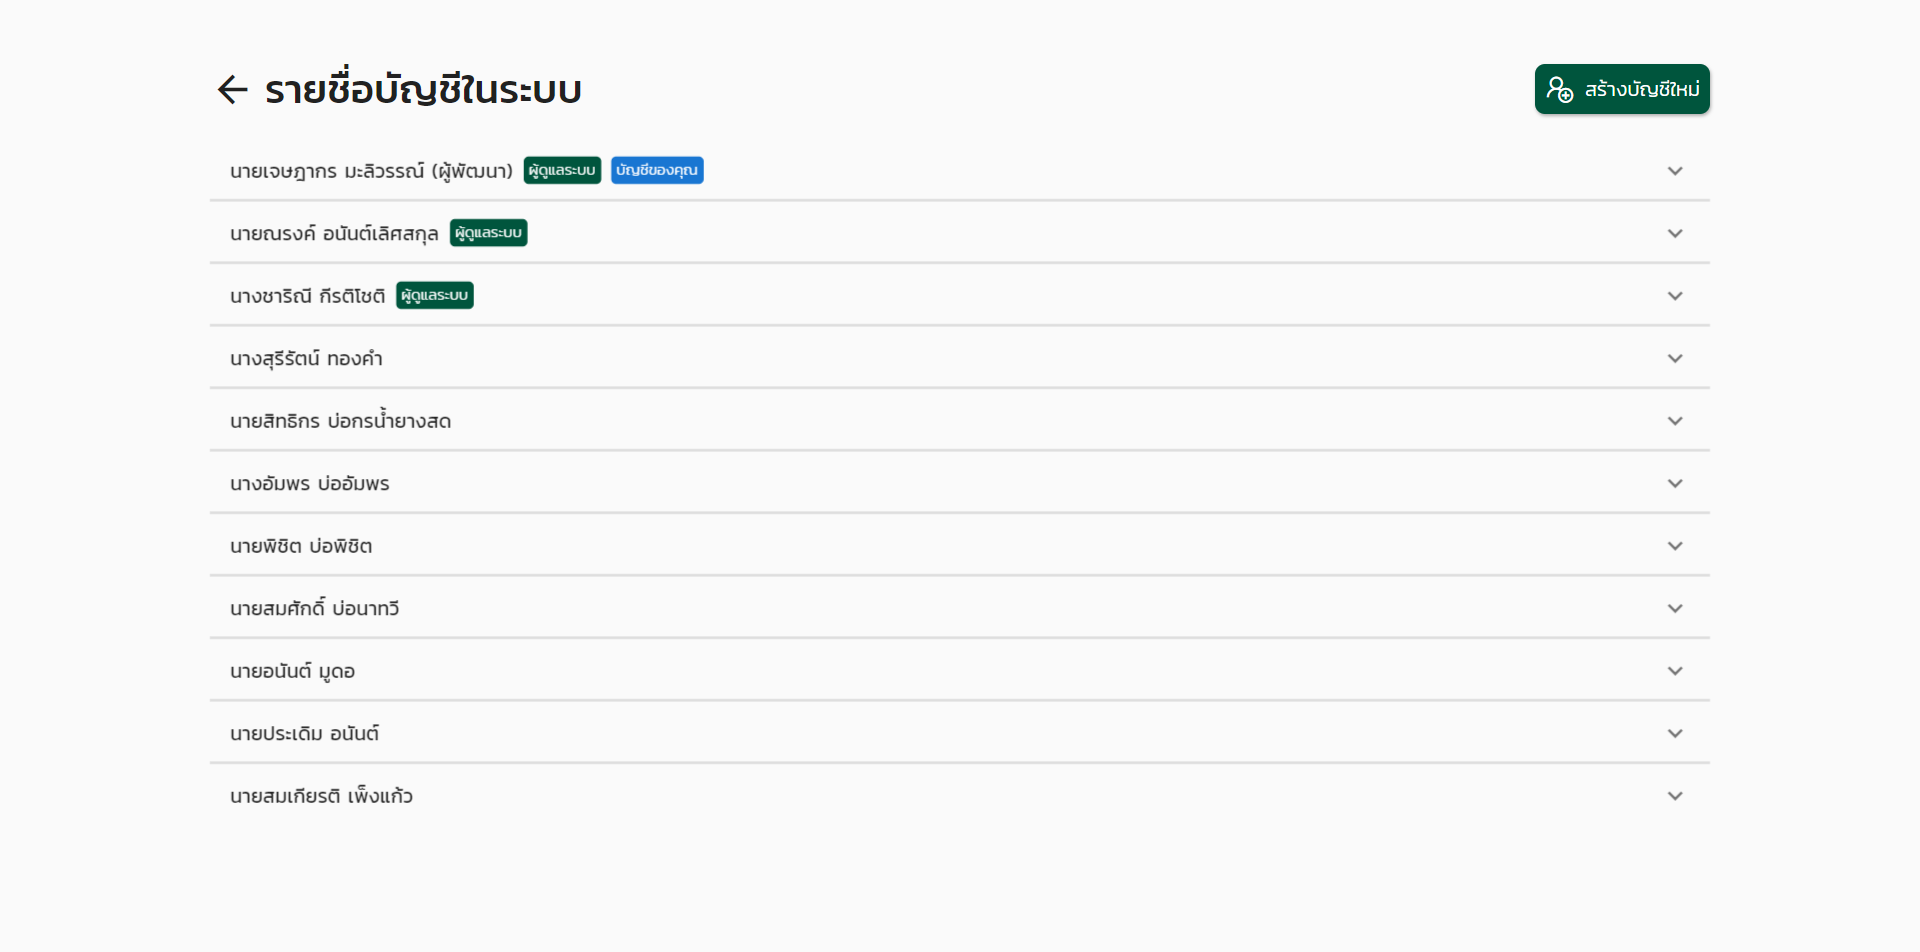 รายชื่อบัญชีในระบบ
สร้างบัญชีใหม่
นายเจษฎากร มะลิวรรณ์ (ผู้พัฒนา) ผู้ดูแลระบบ บัญชีของคุณ
นายณรงค์ อนันต์เลิศสกุล ผู้ดูแลระบบ
นางชาริณี กีรติโชติ ผู้ดูแลระบบ
นางสุรีรัตน์ ทองคำ
นายสิทธิกร บ่อกรน้ำยางสด
นางอัมพร บ่ออัมพร
นายพิชิต บ่อพิชิต
นายสมศักดิ์ บ่อนาทวี
นายอนันต์ มูดอ
นายประเดิม อนันต์
นายสมเกียรติ เพ็งแก้ว